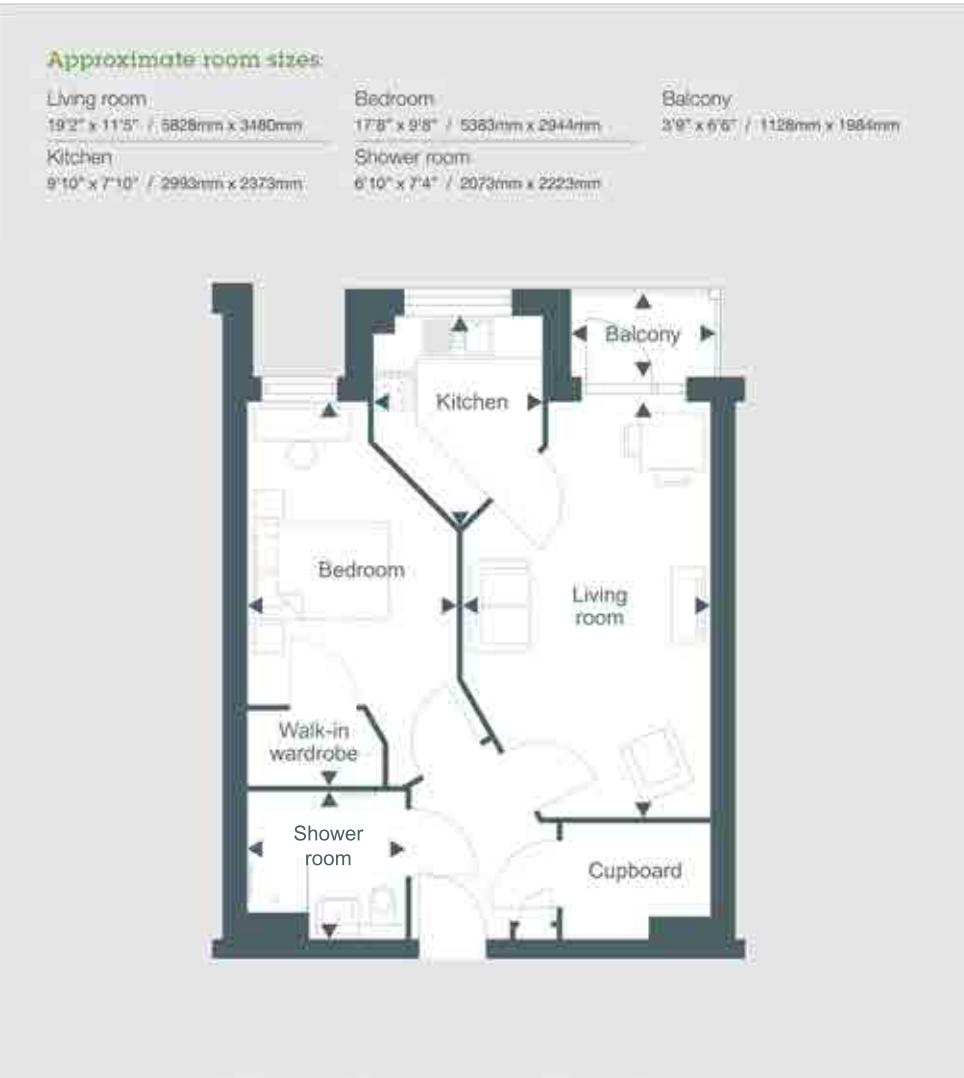 Approximate room sizes:
Living room
19'2" x 11'5" / 5828mm x 3480mm
Kitchen
9'10" x 7'10" / 2993mm x 2373mm
Bedroom
17'8" x 9'8" / 5363mm x 2944mm
Shower room
6'10" x 7'4" / 2073mm x 2223mm
Balcony
3'9" x 6'6" / 1128mm x 1984mm
Balcony
Kitchen
Bedroom
Living
room
Walk-in
wardrobe
Shower
room
Cupboard